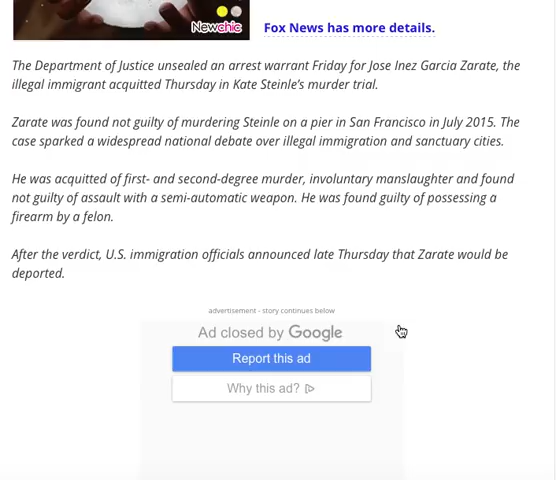 Newchic
Fox News has more details.
The Department of Justice unsealed an arrest warrant Friday for Jose Inez Garcia Zarate, the
illegal immigrant acquitted Thursday in Kate Steinle’s murder trial.
Zarate was found not guilty of murdering Steinle on a pier in San Francisco in July 2015. The
case sparked a widespread national debate over illegal immigration and sanctuary cities.
He was acquitted of first- and second-degree murder, involuntary manslaughter and found
not guilty of assault with a semi-automatic weapon. He was found guilty of possessing a
firearm by a felon.
After the verdict, U.S. immigration officials announced late Thursday that Zarate would be
deported.
advertisement - story continues below
Ad closed by Google
Report this ad
Why this ad?